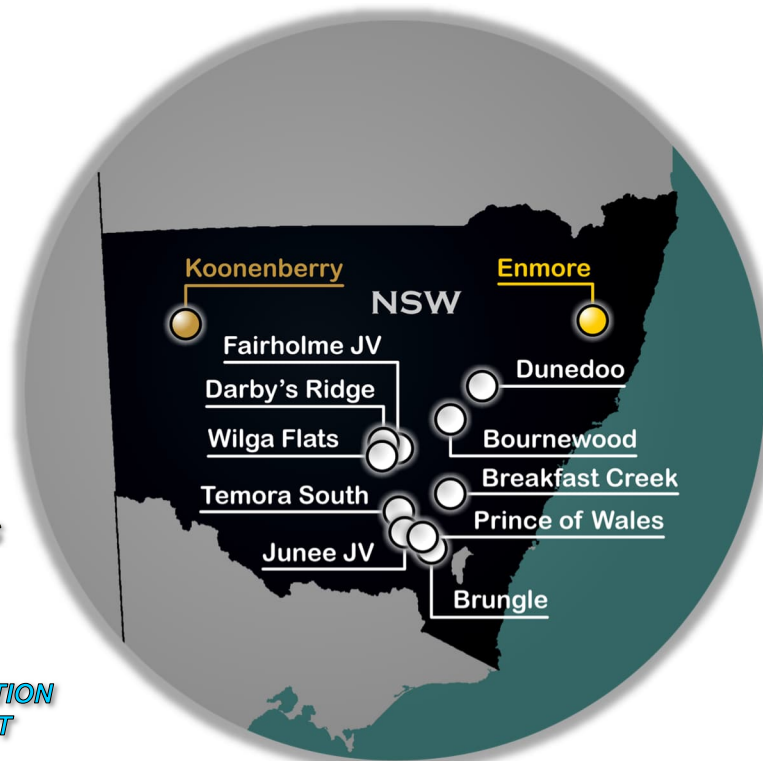 Koonenberry
Enmore
NSW
Fairholme JV
Dunedoo
Darby's Ridge
Wilga Flats
Bournewood
Breakfast Creek
Temora South
Prince of Wales
Junee JV
Brungle